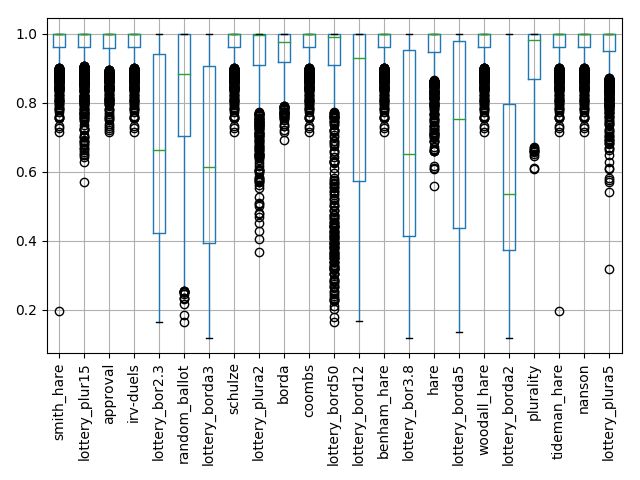 1.0
0.8
0.6
0.4
0.2
smith_hare
lottery_plur15
approval
irv-duels
lottery_bor2.3
random_ballot
lottery_borda3
schulze
lottery_plura2
borda
coombs
lottery_bord50
lottery_bord12
benham_hare
lottery_bor3.8
hare
lottery_borda5
woodall_hare
lottery_borda2
plurality
tideman_hare
nanson
lottery_plura5